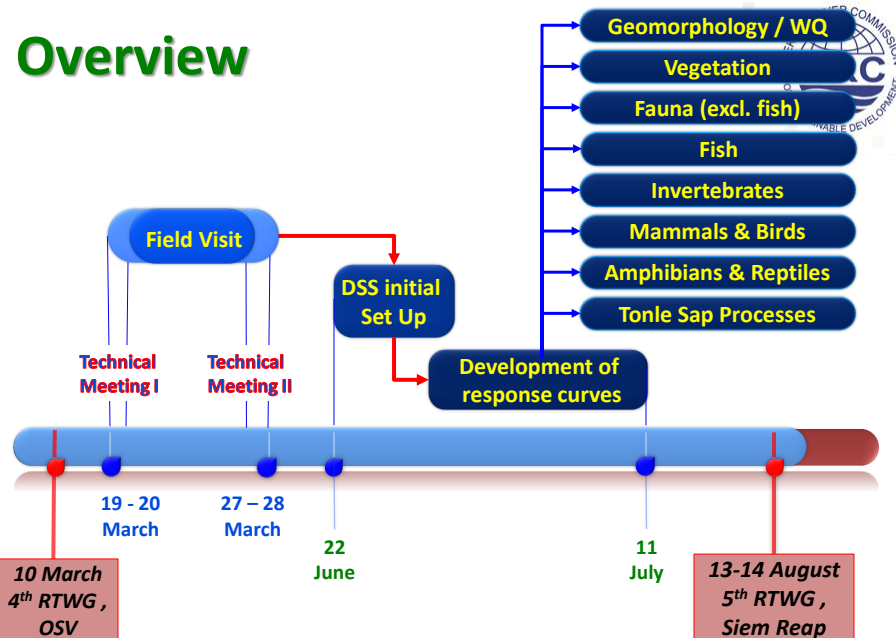 Overview
Geomorphology / WQ
Vegetation
Fauna (excl. fish)
Fish
Invertebrates
Mammals & Birds
Amphibians & Reptiles
Tonle Sap Processes
Field Visit
DSS initial
Set Up
Development of
response curves
Technical
Meeting I
Technical
Meeting II
19 - 20
March
27 – 28
March
22
June
11
July
10 March
4th RTWG ,
OSV
13-14 August
5th RTWG ,
Siem Reap